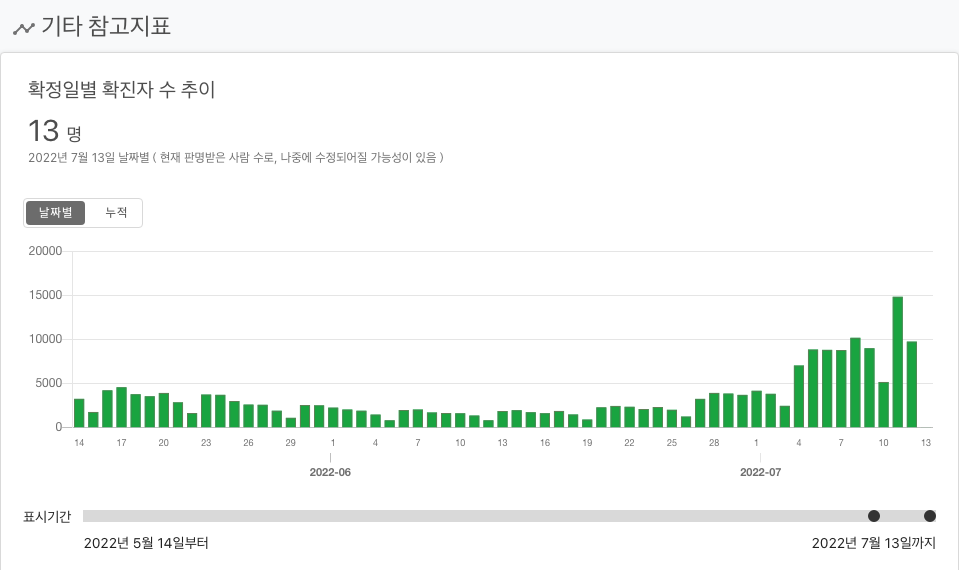 기타 참고지표
확정일별 확진자 수 추이
13 명
2022년 7월 13일 날짜별 ( 현재 판명받은 사람 수로, 나중에 수정되어질 가능성이 있음 )
날짜별 누적
20000
15000
10000
5000
0
14 17 20 23 26 29 1 4 7 10 13 16 19 22 25 28 1 4 7 10 13
2022-06 2022-07
표시기간
2022년 5월 14일부터 2022년 7월 13일까지